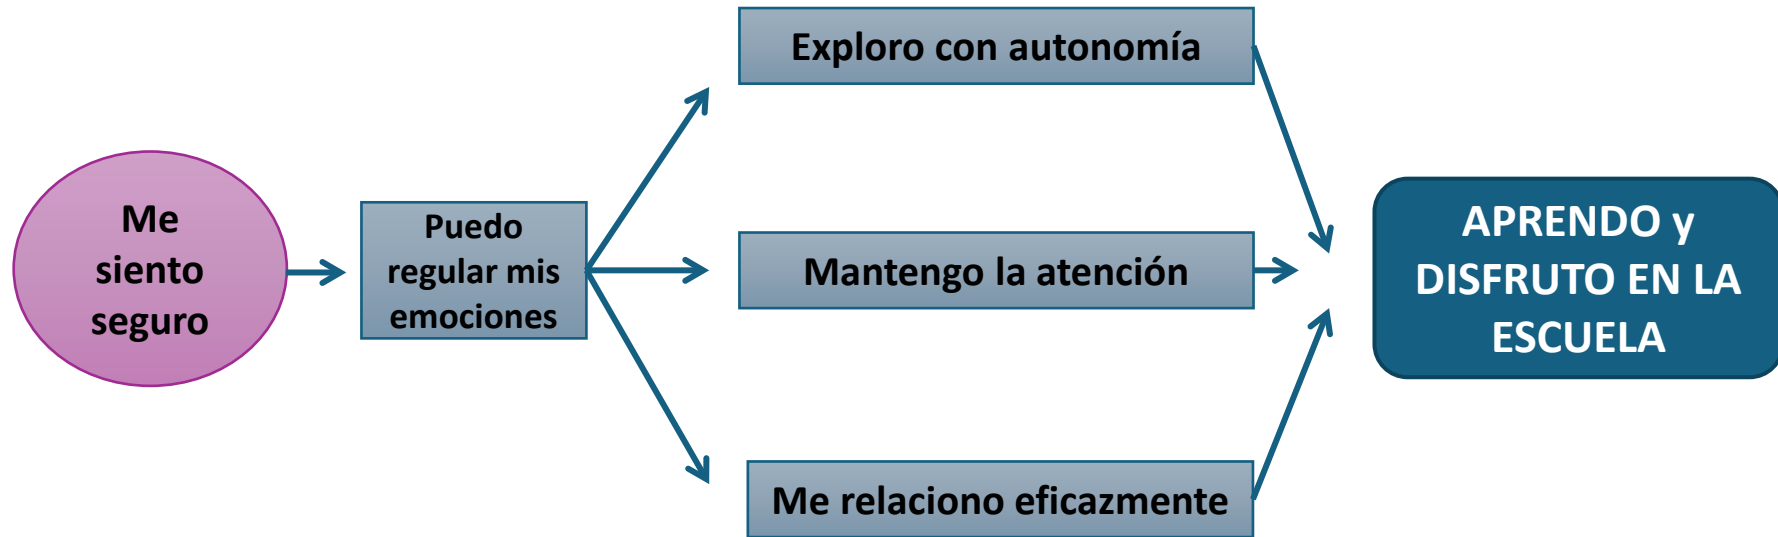 Me
siento
seguro
Puedo
regular mis
emociones
Exploro con autonomía
Mantengo la atención
Me relaciono eficazmente
APRENDO y
DISFRUTO EN LA
ESCUELA